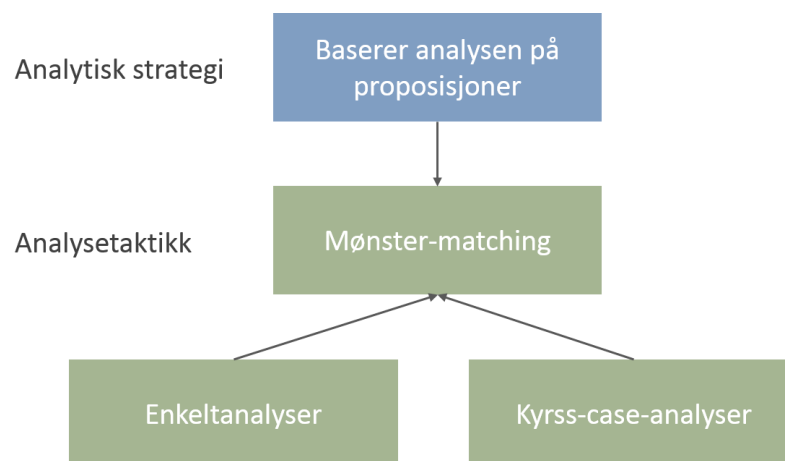 Analytisk strategi
Baserer analysen på
proposisjoner
Analysetaktikk
Mønster-matching
Enkeltanalyser
Kyrss-case-analyser